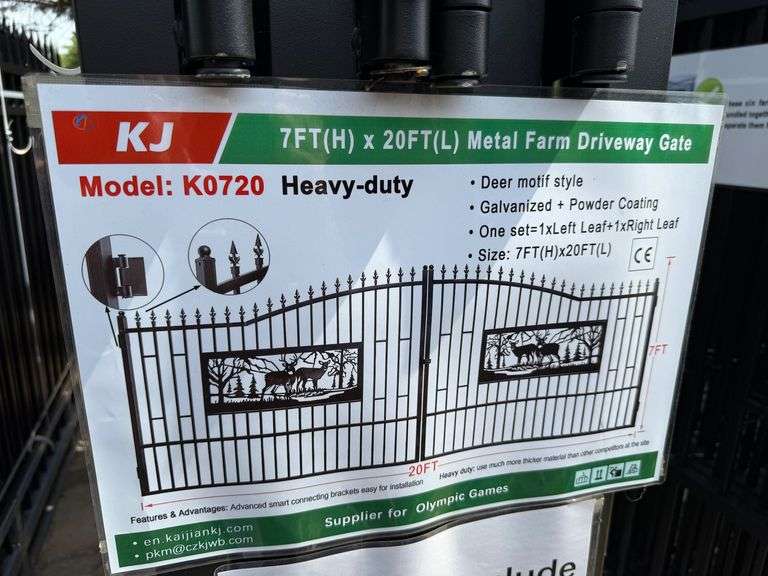 KJ
7FT(H) x 20FT(L) Metal Farm Driveway Gate
Model: K0720 Heavy-duty
• Deer motif style
• Galvanized + Powder Coating
• One set=1xLeft Leaf+1xRight Leaf
• Size: 7FT(H)x20FT(L)
CE
7FT
20FT
Features & Advantages: Advanced smart connecting brackets easy for installation
Heavy duty: use much more thicker material than other competitors at the site
• en.kaijiankj.com
• pkm@czkjwb.com
Supplier for Olympic Games